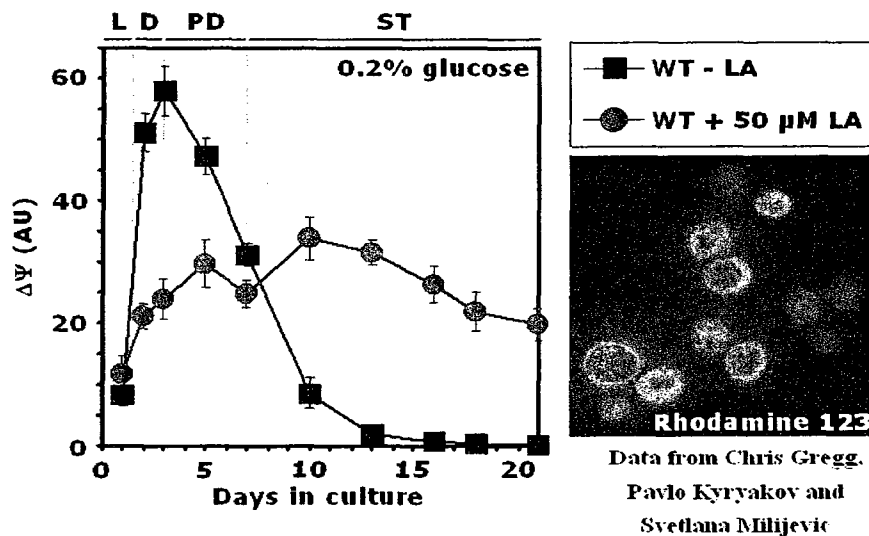 L D PD ST
0.2% glucose
60
40
20
0
ΔΨ (AU)
0 5 10 15 20
Days in culture
WT - LA
WT + 50 µM LA
Rhodamine 123
Data from Chris Gregg,
Pavlo Kyryakov and
Svetlana Milijevic